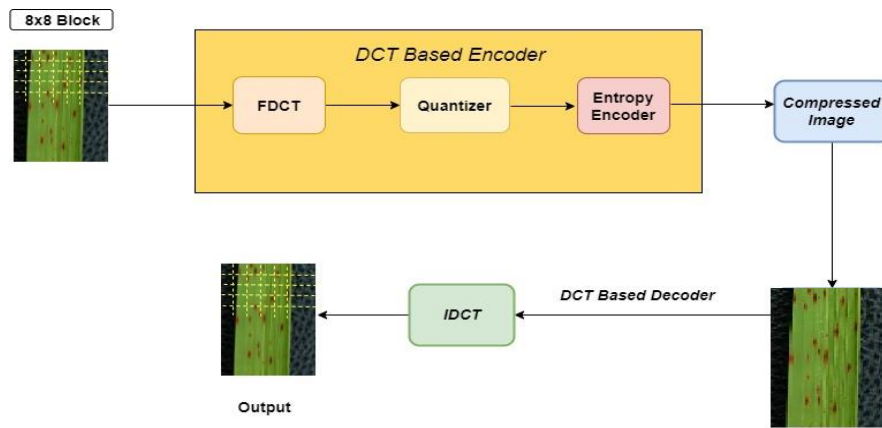 8x8 Block
DCT Based Encoder
FDCT
Quantizer
Entropy
Encoder
Compressed
Image
IDCT
DCT Based Decoder
Output